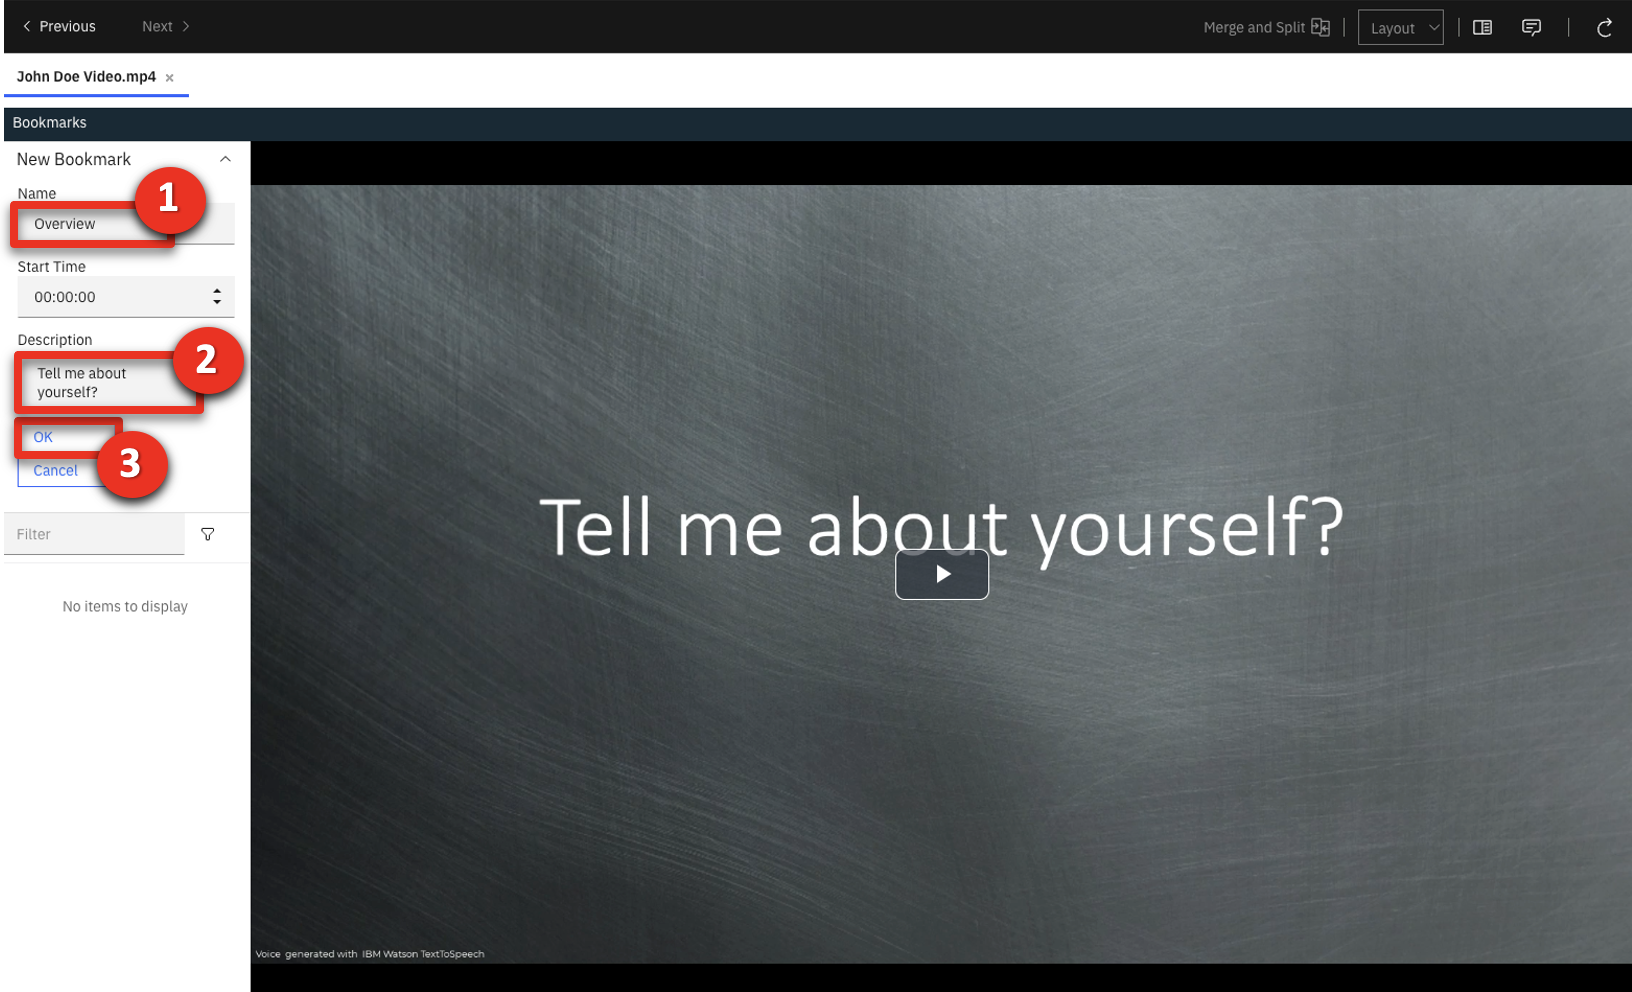 Previous
Next
Merge and Split
Layout
John Doe Video.mp4
Bookmarks
New Bookmark
Name
1
Overview
Start Time
00:00:00
Description
2
Tell me about
yourself?
OK
3
Cancel
Filter
No items to display
Tell me about yourself?
Voice generated with IBM Watson TextToSpeech